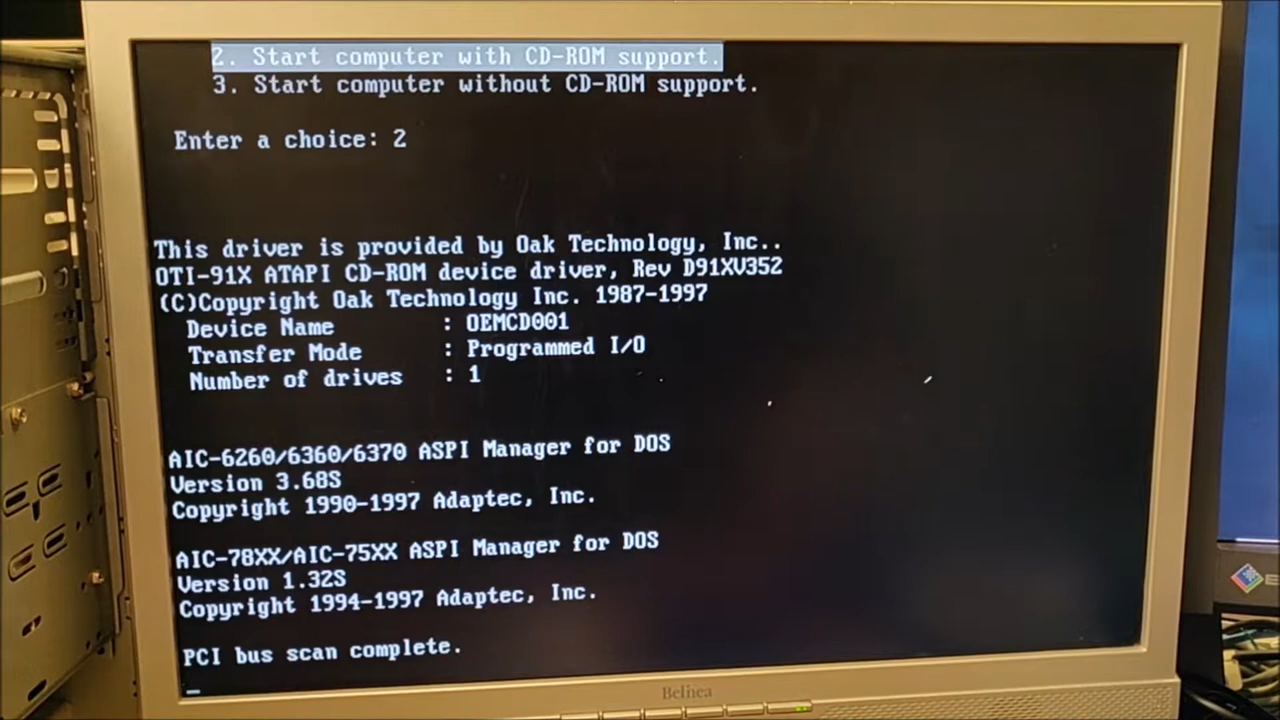 2. Start computer with CD-ROM support.
3. Start computer without CD-ROM support.
Enter a choice: 2
This driver is provided by Oak Technology, Inc..
OTI-91X ATAPI CD-ROM device driver, Rev D91XV352
(C)Copyright Oak Technology Inc. 1987-1997
Device Name : OEMCD001
Transfer Mode : Programmed I/O
Number of drives : 1
AIC-6260/6360/6370 ASPI Manager for DOS
Version 3.68S
Copyright 1990-1997 Adaptec, Inc.
AIC-78XX/AIC-75XX ASPI Manager for DOS
Version 1.32S
Copyright 1994-1997 Adaptec, Inc.
PCI bus scan complete.
Belinea